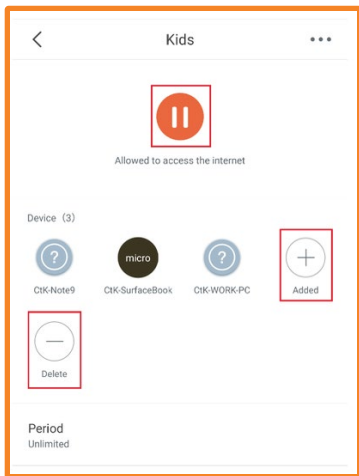 Kids
Allowed to access the internet
Device (3)
?
micro
?
CtK-Note9
CtK-SurfaceBook
CtK-WORK-PC
Added
Delete
Period
Unlimited